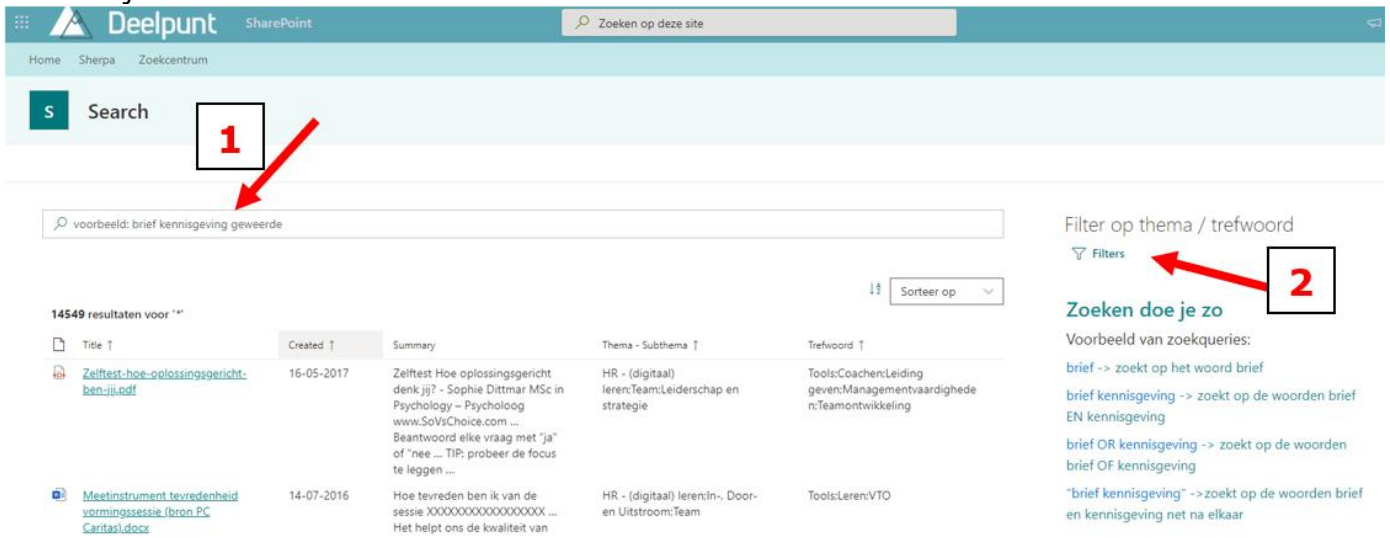 Deelpunt SharePoint
Zoeken op deze site
Home Sherpa Zoekcentrum
S Search
1
voorbeeld: brief kennisgeving geweerde
Filter op thema / trefwoord
Filters
2
Sorteer op
14549 resultaten voor '*'
Title ↑ Created ↑ Summary Thema - Subthema ↑ Trefwoord ↑
Zelftest-hoe-oplossingsgericht-
ben-jij.pdf
16-05-2017
Zelftest Hoe oplossingsgericht
denk jij? - Sophie Dittmar MSc in
Psychology – Psycholoog
www.SoVsChoice.com ...
Beantwoord elke vraag met "ja"
of "nee ... TIP: probeer de focus
te leggen ...
HR - (digitaal)
leren:Team:Leiderschap en
strategie
Tools:Coachen:Leiding
geven:Managementvaardighede
n:Teamontwikkeling
Meetinstrument tevredenheid
vormingssessie (bron PC
Caritas).docx
14-07-2016
Hoe tevreden ben ik van de
sessie XXXXXXXXXXXXXXXXX ...
Het helpt ons de kwaliteit van
HR - (digitaal) leren:In-, Door-
en Uitstroom:Team
Tools:Leren:VTO
Zoeken doe je zo
Voorbeeld van zoekqueries:
brief -> zoekt op het woord brief
brief kennisgeving -> zoekt op de woorden brief
EN kennisgeving
brief OR kennisgeving -> zoekt op de woorden
brief OF kennisgeving
"brief kennisgeving" ->zoekt op de woorden brief
en kennisgeving net na elkaar